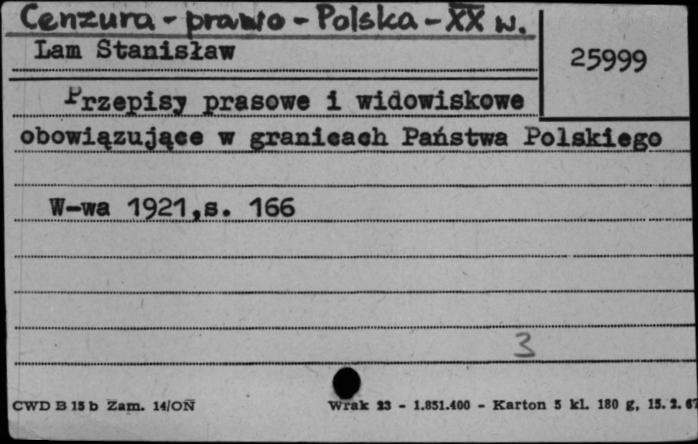 Cenzura - prawo - Polska - XX w.
Lam Stanisław
25999
Przepisy prasowe i widowiskowe
obowiązujące w granicach Państwa Polskiego
W-wa 1921,s. 166
3
CWD B 15 b Zam. 14/ON Wrak 23 - 1.851.400 - Karton 5 kl. 180 g, 15. 2. 67